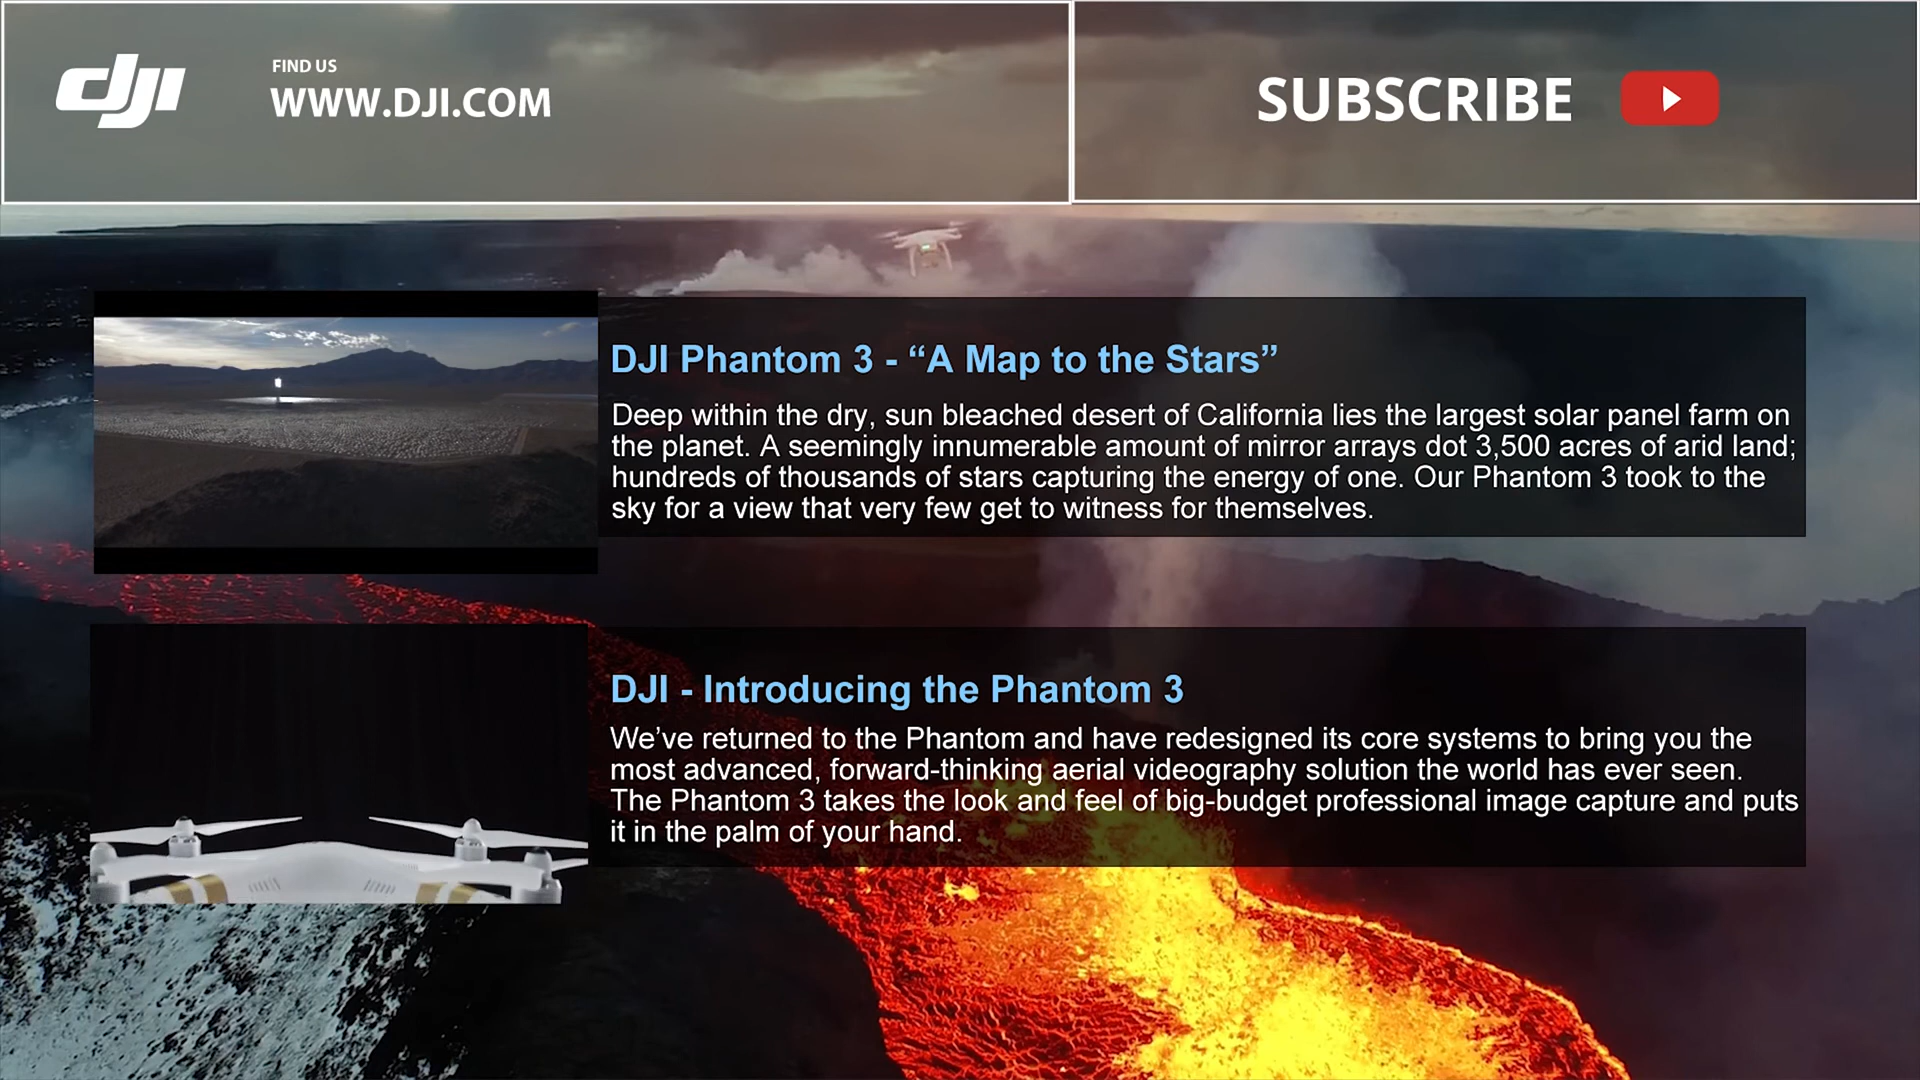 dji
FIND US
WWW.DJI.COM
SUBSCRIBE
DJI Phantom 3 - “A Map to the Stars”
Deep within the dry, sun bleached desert of California lies the largest solar panel farm on
the planet. A seemingly innumerable amount of mirror arrays dot 3,500 acres of arid land;
hundreds of thousands of stars capturing the energy of one. Our Phantom 3 took to the
sky for a view that very few get to witness for themselves.
DJI - Introducing the Phantom 3
We’ve returned to the Phantom and have redesigned its core systems to bring you the
most advanced, forward-thinking aerial videography solution the world has ever seen.
The Phantom 3 takes the look and feel of big-budget professional image capture and puts
it in the palm of your hand.